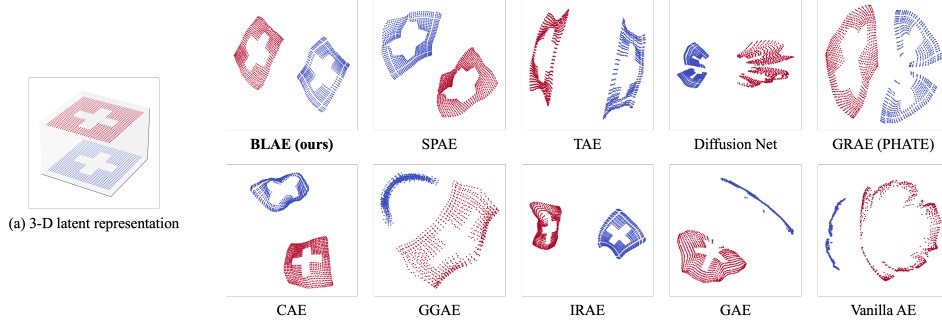 BLAE (ours)
SPAE
TAE
Diffusion Net
GRAE (PHATE)
(a) 3-D latent representation
CAE
GGAE
IRAE
GAE
Vanilla AE